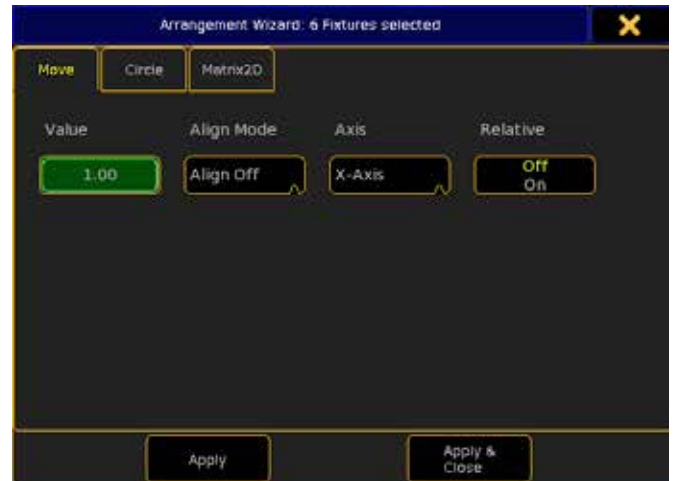 Arrangement Wizard: 6 Fixtures selected
Move Circle Matrix2D
Value Align Mode Axis Relative
1.00 Align Off X-Axis Off
On
Apply Apply &
Close